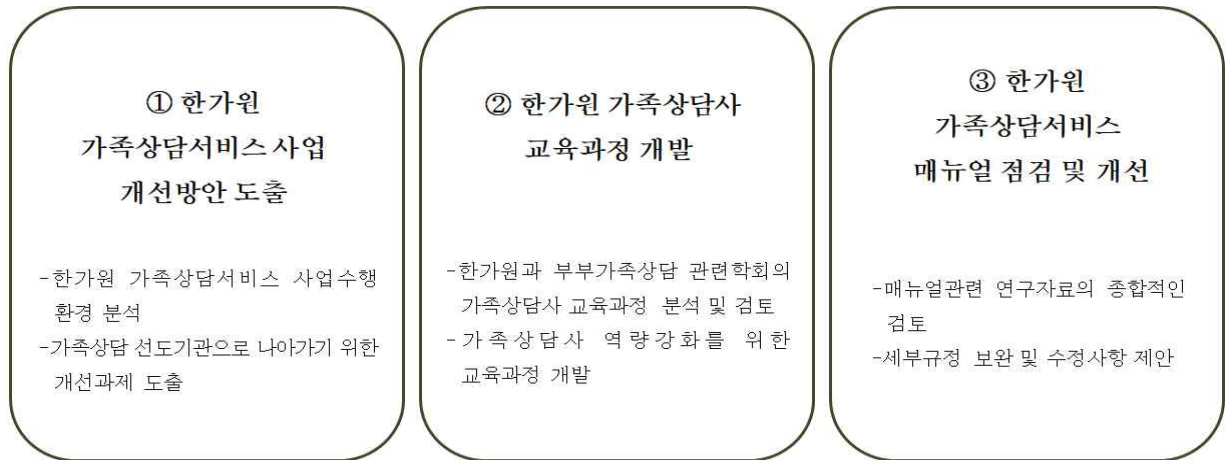 ① 한가원
가족상담서비스 사업
개선방안 도출
-한가원 가족상담서비스 사업수행
환경 분석
-가족상담 선도기관으로 나아가기 위한
개선과제 도출
② 한가원 가족상담사
교육과정 개발
-한가원과 부부가족상담 관련학회의
가족상담사 교육과정 분석 및 검토
-가족상담사 역량강화를 위한
교육과정 개발
③ 한가원
가족상담서비스
매뉴얼 점검 및 개선
-매뉴얼관련 연구자료의 종합적인
검토
-세부규정 보완 및 수정사항 제안